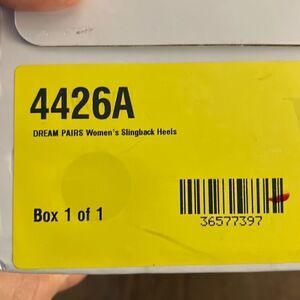 4426A
DREAM PAIRS Women's Slingback Heels
Box 1 of 1
36577397